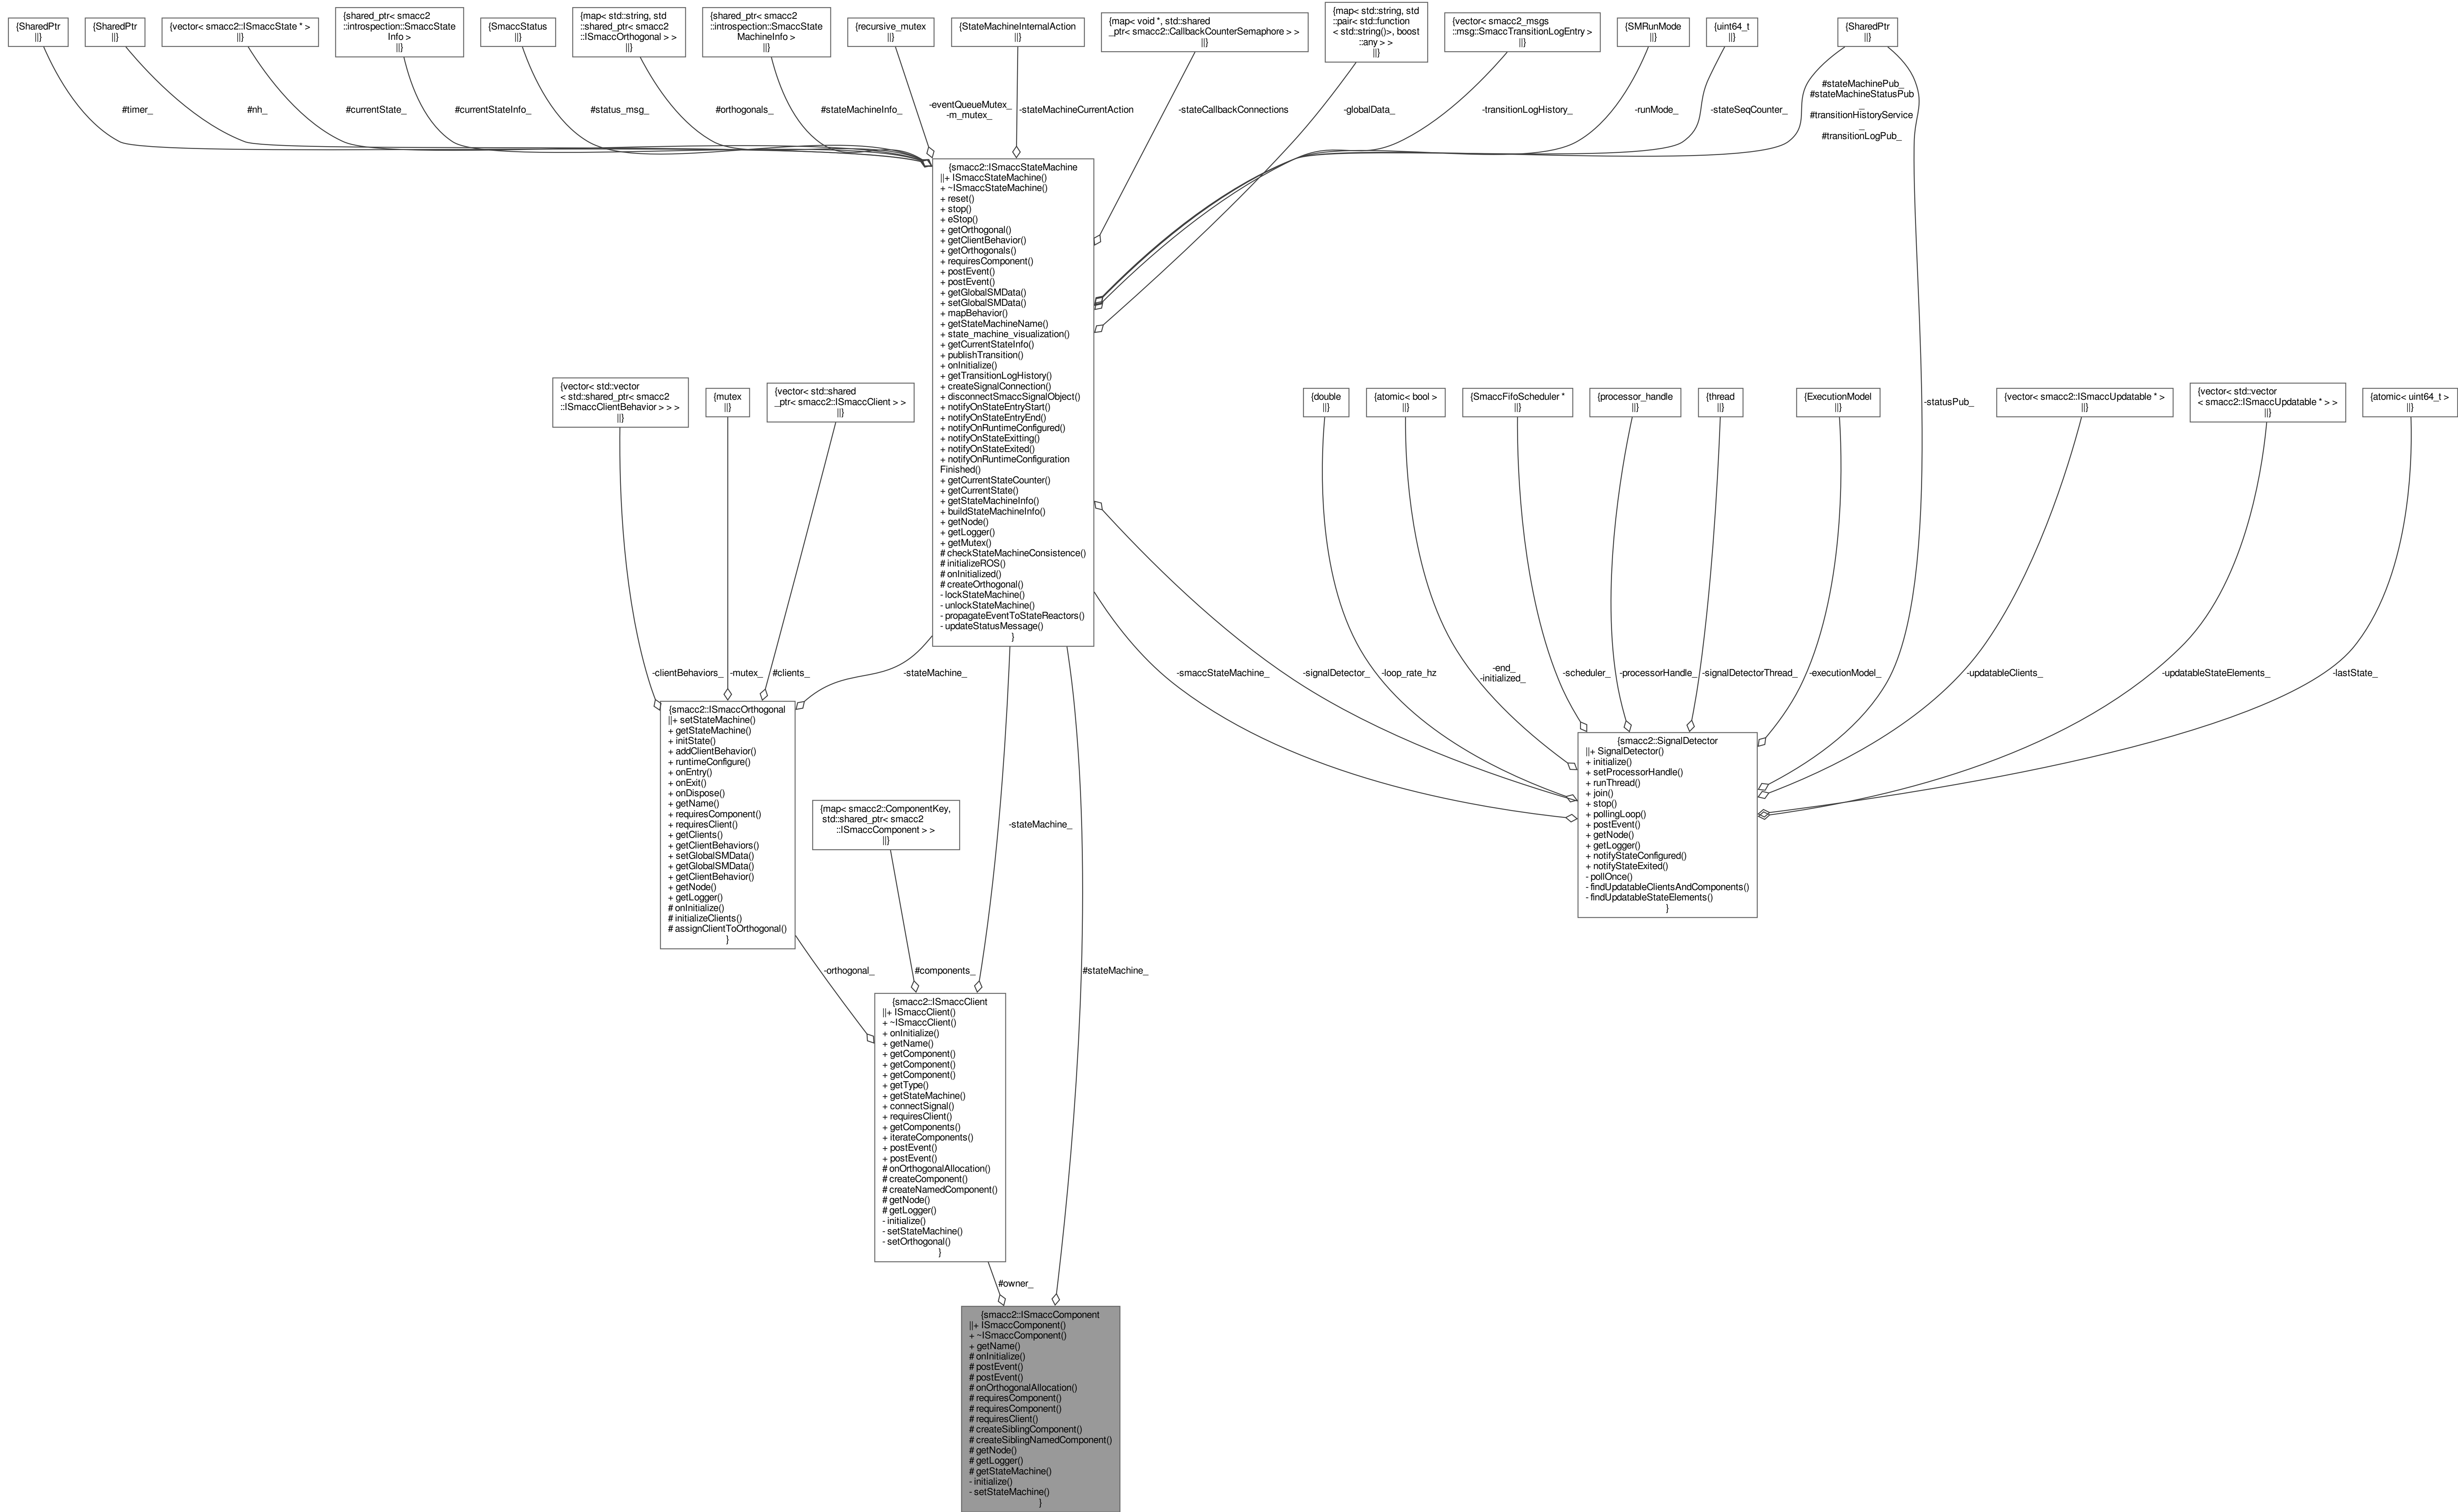 {SharedPtr
||}
{SharedPtr
||}
{vector< smacc2::ISmaccState * >
||}
{shared_ptr< smacc2
::introspection::SmaccState
Info >
||}
{SmaccStatus
||}
{map< std::string, std
::shared_ptr< smacc2
::ISmaccOrthogonal > >
||}
{shared_ptr< smacc2
::introspection::SmaccState
MachineInfo >
||}
{recursive_mutex
||}
{StateMachineInternalAction
||}
{map< void *, std::shared
_ptr< smacc2::CallbackCounterSemaphore > >
||}
{map< std::string, std
::pair< std::function
< std::string()>, boost
::any > >
||}
{vector< smacc2_msgs
::msg::SmaccTransitionLogEntry >
||}
{SMRunMode
||}
{uint64_t
||}
{SharedPtr
||}
#timer_
#nh_
#currentState_
#currentStateInfo_
#status_msg_
#orthogonals_
#stateMachineInfo_
-eventQueueMutex_
-m_mutex_
-stateMachineCurrentAction
-stateCallbackConnections
-globalData_
-transitionLogHistory_
-runMode_
-stateSeqCounter_
#stateMachinePub_
#stateMachineStatusPub
_
#transitionHistoryService
_
#transitionLogPub_
{smacc2::ISmaccStateMachine
||+ ISmaccStateMachine()
+ ~ISmaccStateMachine()
+ reset()
+ stop()
+ eStop()
+ getOrthogonal()
+ getClientBehavior()
+ getOrthogonals()
+ requiresComponent()
+ postEvent()
+ postEvent()
+ getGlobalSMData()
+ setGlobalSMData()
+ mapBehavior()
+ getStateMachineName()
+ state_machine_visualization()
+ getCurrentStateInfo()
+ publishTransition()
+ onInitialize()
+ getTransitionLogHistory()
+ createSignalConnection()
+ disconnectSmaccSignalObject()
+ notifyOnStateEntryStart()
+ notifyOnStateEntryEnd()
+ notifyOnRuntimeConfigured()
+ notifyOnStateExitting()
+ notifyOnStateExited()
+ notifyOnRuntimeConfiguration
Finished()
+ getCurrentStateCounter()
+ getCurrentState()
+ getStateMachineInfo()
+ buildStateMachineInfo()
+ getNode()
+ getLogger()
+ getMutex()
# checkStateMachineConsistence()
# initializeROS()
# onInitialized()
# createOrthogonal()
- lockStateMachine()
- unlockStateMachine()
- propagateEventToStateReactors()
- updateStatusMessage()
}
{vector< std::vector
< std::shared_ptr< smacc2
::ISmaccClientBehavior > > >
||}
{mutex
||}
{vector< std::shared
_ptr< smacc2::ISmaccClient > >
||}
{double
||}
{atomic< bool >
||}
{SmaccFifoScheduler *
||}
{processor_handle
||}
{thread
||}
{ExecutionModel
||}
-statusPub_
{vector< smacc2::ISmaccUpdatable * >
||}
{vector< std::vector
< smacc2::ISmaccUpdatable * > >
||}
{atomic< uint64_t >
||}
-clientBehaviors_
-mutex_
#clients_
-stateMachine_
-smaccStateMachine_
-signalDetector_
-loop_rate_hz
-end_
-initialized_
-scheduler_
-processorHandle_
-signalDetectorThread_
-executionModel_
-updatableClients_
-updatableStateElements_
-lastState_
{smacc2::ISmaccOrthogonal
||+ setStateMachine()
+ getStateMachine()
+ initState()
+ addClientBehavior()
+ runtimeConfigure()
+ onEntry()
+ onExit()
+ onDispose()
+ getName()
+ requiresComponent()
+ requiresClient()
+ getClients()
+ getClientBehaviors()
+ setGlobalSMData()
+ getGlobalSMData()
+ getClientBehavior()
+ getNode()
+ getLogger()
# onInitialize()
# initializeClients()
# assignClientToOrthogonal()
}
{smacc2::SignalDetector
||+ SignalDetector()
+ initialize()
+ setProcessorHandle()
+ runThread()
+ join()
+ stop()
+ pollingLoop()
+ postEvent()
+ getNode()
+ getLogger()
+ notifyStateConfigured()
+ notifyStateExited()
- pollOnce()
- findUpdatableClientsAndComponents()
- findUpdatableStateElements()
}
{map< smacc2::ComponentKey,
std::shared_ptr< smacc2
::ISmaccComponent > >
||}
-stateMachine_
-orthogonal_
#components_
#stateMachine_
{smacc2::ISmaccClient
||+ ISmaccClient()
+ ~ISmaccClient()
+ onInitialize()
+ getName()
+ getComponent()
+ getComponent()
+ getComponent()
+ getType()
+ getStateMachine()
+ connectSignal()
+ requiresClient()
+ getComponents()
+ iterateComponents()
+ postEvent()
+ postEvent()
# onOrthogonalAllocation()
# createComponent()
# createNamedComponent()
# getNode()
# getLogger()
- initialize()
- setStateMachine()
- setOrthogonal()
}
#owner_
{smacc2::ISmaccComponent
||+ ISmaccComponent()
+ ~ISmaccComponent()
+ getName()
# onInitialize()
# postEvent()
# postEvent()
# onOrthogonalAllocation()
# requiresComponent()
# requiresComponent()
# requiresClient()
# createSiblingComponent()
# createSiblingNamedComponent()
# getNode()
# getLogger()
# getStateMachine()
- initialize()
- setStateMachine()
}